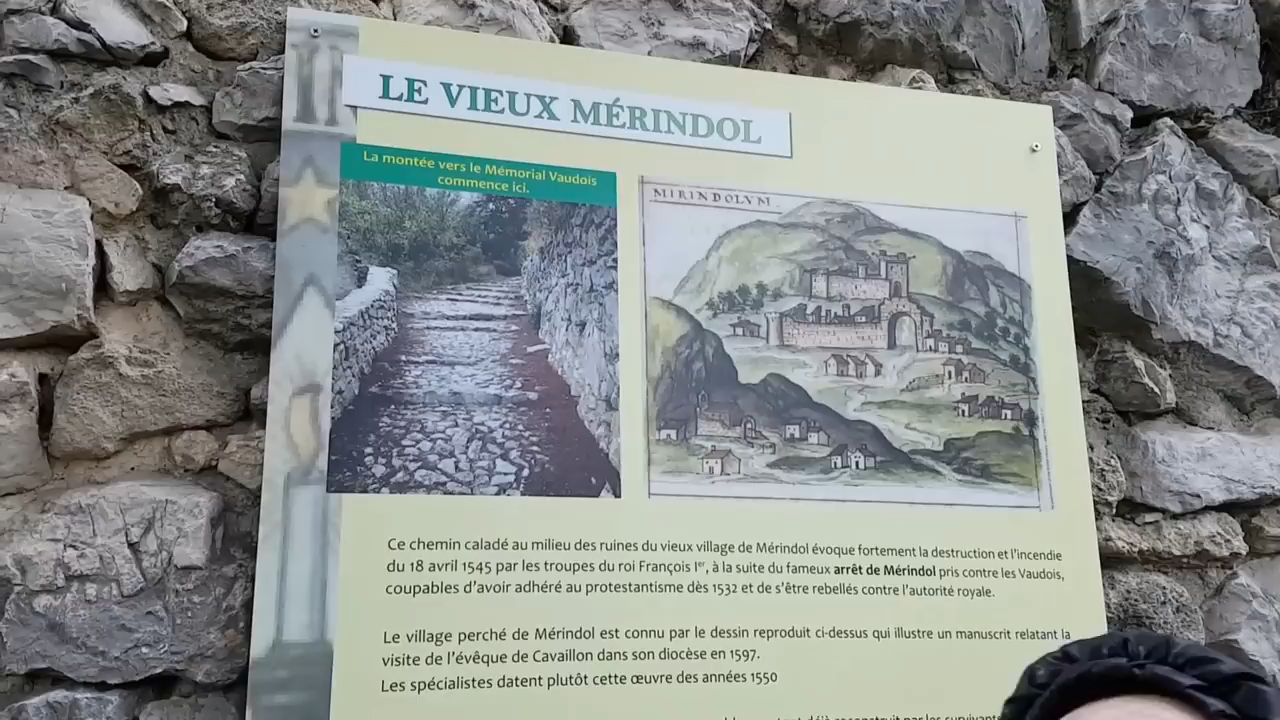 LE VIEUX MÉRINDOL
La montée vers le Mémorial Vaudois
commence ici.
MIRINDOLVM
Ce chemin caladé au milieu des ruines du vieux village de Mérindol évoque fortement la destruction et l'incendie
du 18 avril 1545 par les troupes du roi François Iᵉʳ, à la suite du fameux arrêt de Mérindol pris contre les Vaudois,
coupables d'avoir adhéré au protestantisme dès 1532 et de s'être rebellés contre l'autorité royale.
Le village perché de Mérindol est connu par le dessin reproduit ci-dessus qui illustre un manuscrit relatant la
visite de l'évêque de Cavaillon dans son diocèse en 1597.
Les spécialistes datent plutôt cette œuvre des années 1550
déjà reconstruit par les survivants